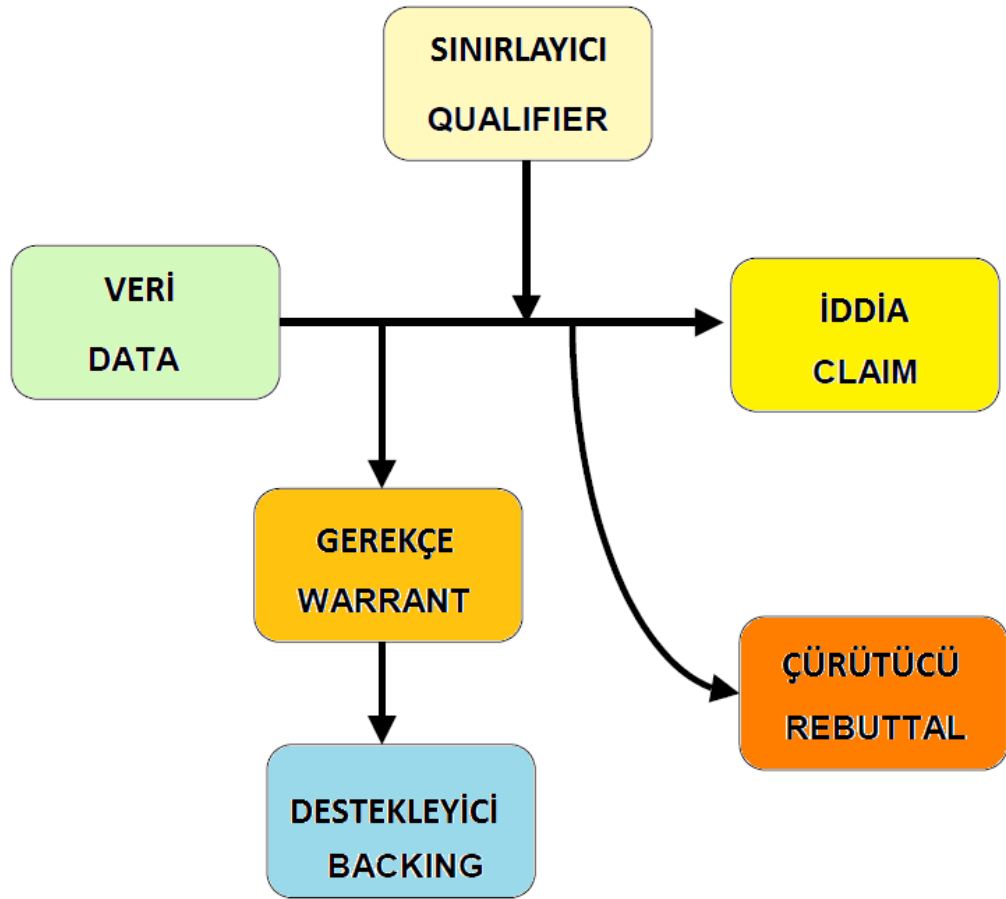 SINIRLAYICI
QUALIFIER
VERİ
DATA
İDDİA
CLAIM
GEREKÇE
WARRANT
ÇÜRÜTÜCÜ
REBUTTAL
DESTEKLEYİCİ
BACKING